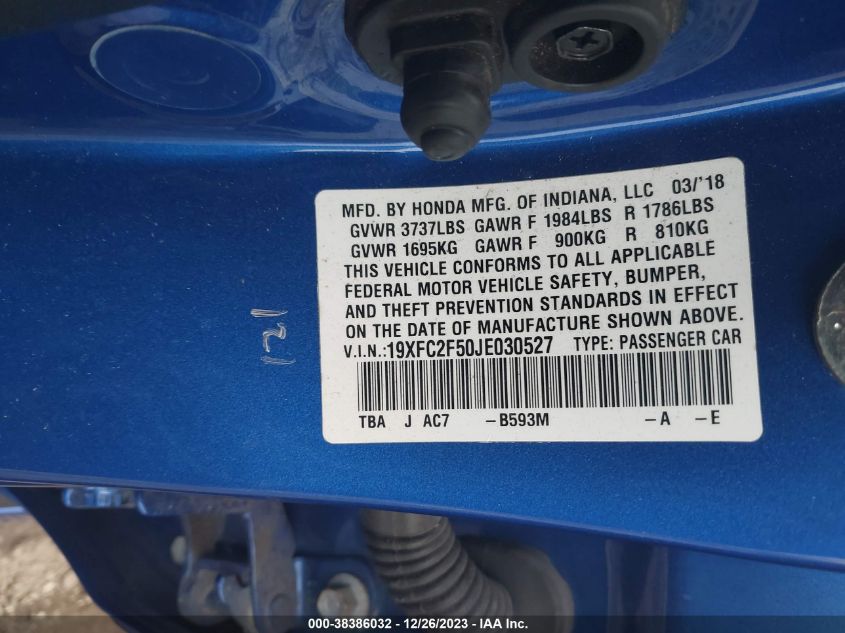 MFD. BY HONDA MFG. OF INDIANA, LLC 03/'18
GVWR 3737LBS GAWR F 1984LBS R 1786LBS
GVWR 1695KG GAWR F 900KG R 810KG
THIS VEHICLE CONFORMS TO ALL APPLICABLE
FEDERAL MOTOR VEHICLE SAFETY, BUMPER,
AND THEFT PREVENTION STANDARDS IN EFFECT
ON THE DATE OF MANUFACTURE SHOWN ABOVE.
V.I.N.:19XFC2F50JE030527 TYPE: PASSENGER CAR
TBA J AC7 -B593M -A -E
000-38386032 - 12/26/2023 - IAA Inc.